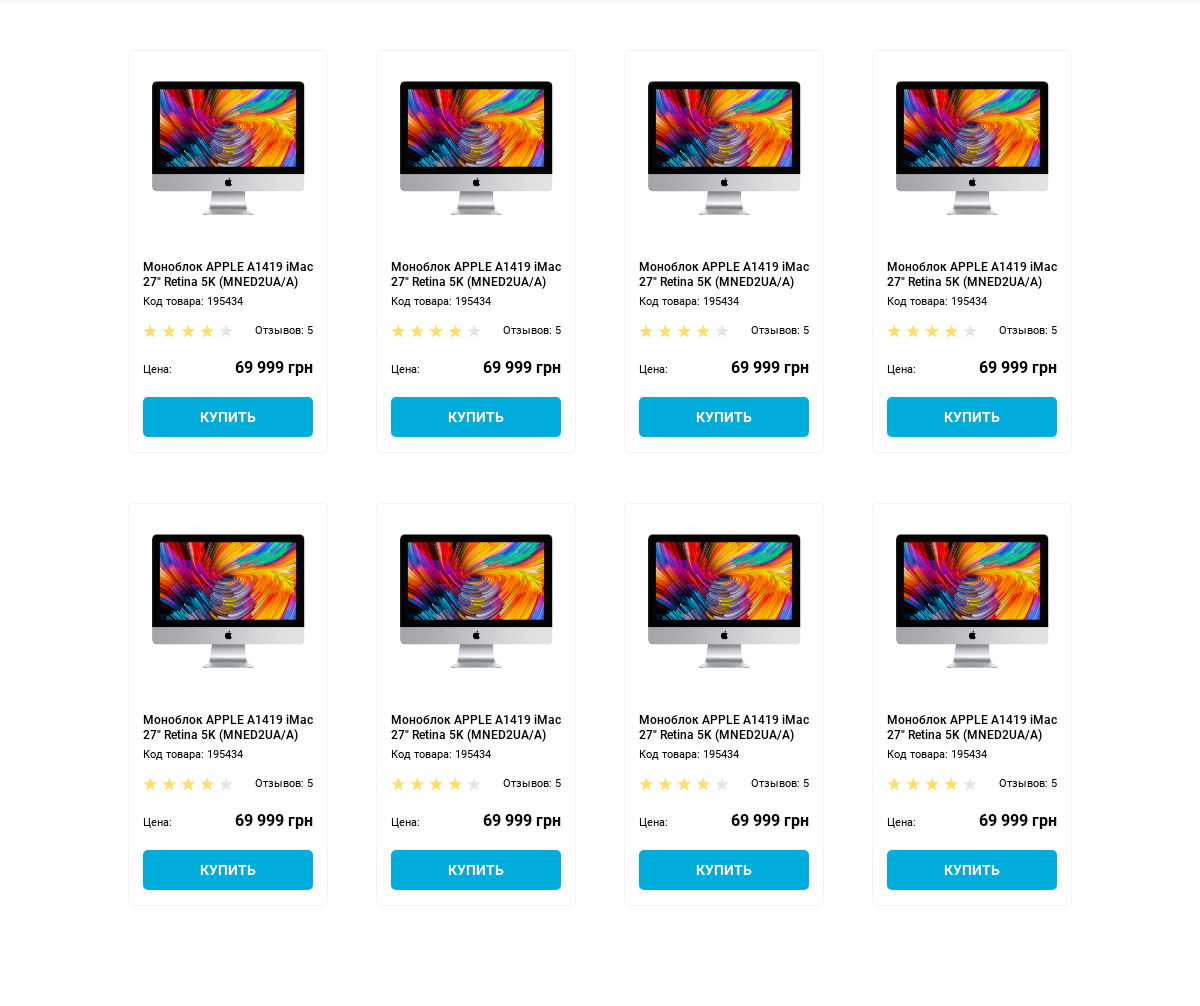 Моноблок APPLE A1419 iMac
27" Retina 5K (MNED2UA/A)
Код товара: 195434
Отзывов: 5
Цена: 69 999 грн
КУПИТЬ
Моноблок APPLE A1419 iMac
27" Retina 5K (MNED2UA/A)
Код товара: 195434
Отзывов: 5
Цена: 69 999 грн
КУПИТЬ
Моноблок APPLE A1419 iMac
27" Retina 5K (MNED2UA/A)
Код товара: 195434
Отзывов: 5
Цена: 69 999 грн
КУПИТЬ
Моноблок APPLE A1419 iMac
27" Retina 5K (MNED2UA/A)
Код товара: 195434
Отзывов: 5
Цена: 69 999 грн
КУПИТЬ
Моноблок APPLE A1419 iMac
27" Retina 5K (MNED2UA/A)
Код товара: 195434
Отзывов: 5
Цена: 69 999 грн
КУПИТЬ
Моноблок APPLE A1419 iMac
27" Retina 5K (MNED2UA/A)
Код товара: 195434
Отзывов: 5
Цена: 69 999 грн
КУПИТЬ
Моноблок APPLE A1419 iMac
27" Retina 5K (MNED2UA/A)
Код товара: 195434
Отзывов: 5
Цена: 69 999 грн
КУПИТЬ
Моноблок APPLE A1419 iMac
27" Retina 5K (MNED2UA/A)
Код товара: 195434
Отзывов: 5
Цена: 69 999 грн
КУПИТЬ